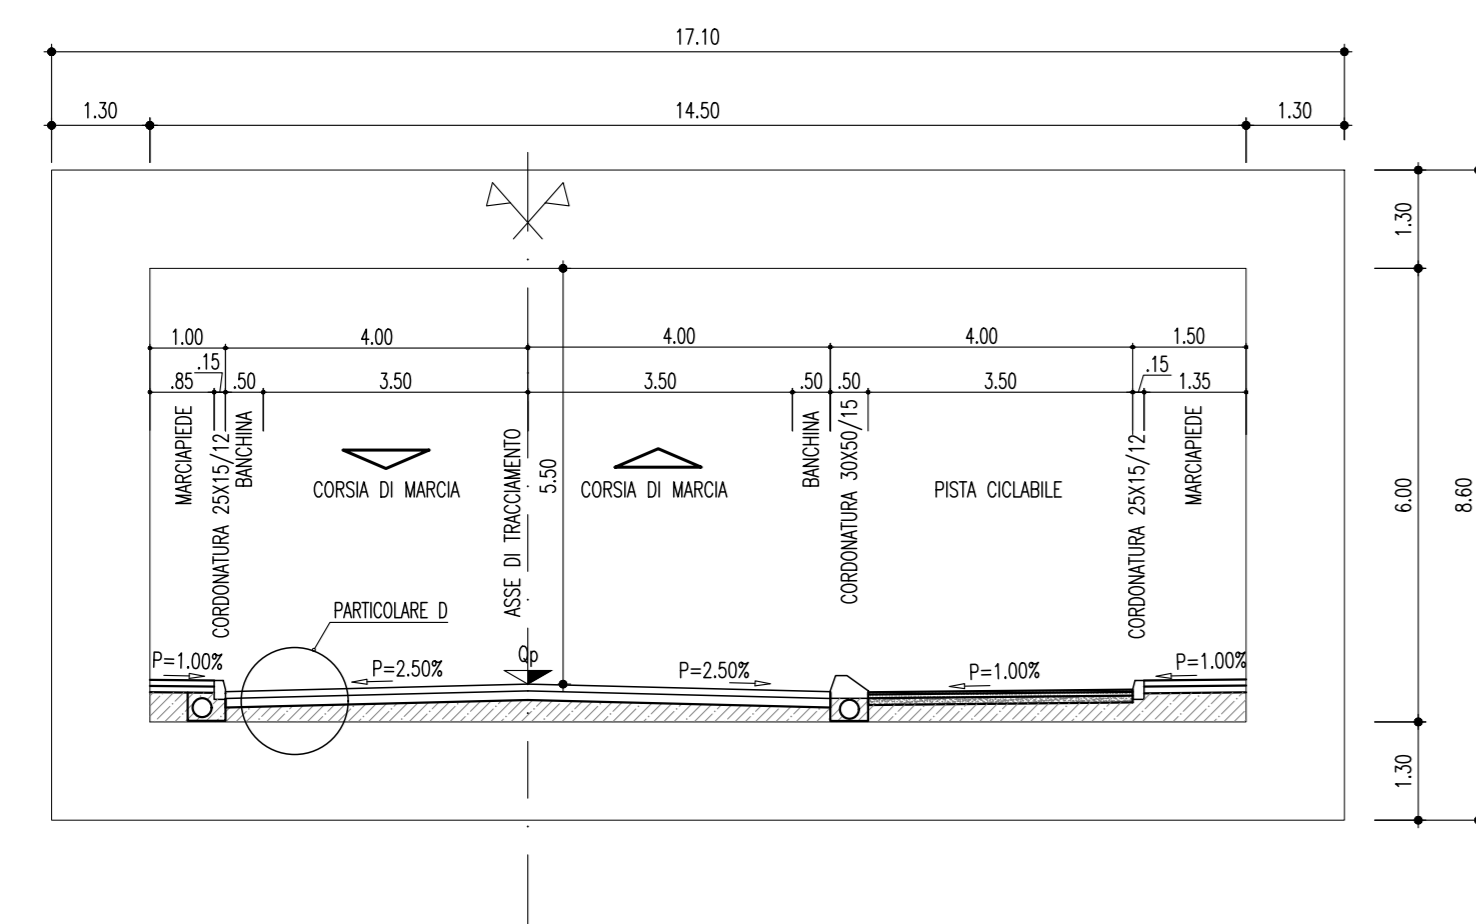 17.10
1.30
14.50
1.30
1.30
1.00
4.00
4.00
4.00
1.50
.15
.15
.85
.50
3.50
3.50
.50
.50
3.50
1.35
MARCIAPIEDE
CORDONATURA 25X15/12
BANCHINA
CORSIA DI MARCIA
ASSE DI TRACCIAMENTO
5.50
CORSIA DI MARCIA
BANCHINA
CORDONATURA 30X50/15
PISTA CICLABILE
CORDONATURA 25X15/12
MARCIAPIEDE
6.00
8.60
PARTICOLARE D
P=1.00%
P=2.50%
Qp
P=2.50%
P=1.00%
P=1.00%
1.30